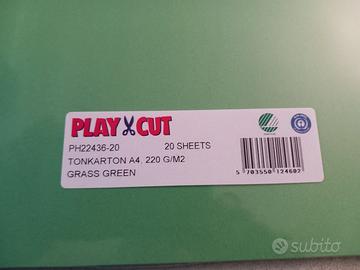 PLAY CUT
PH22436-20 20 SHEETS
TONKARTON A4, 220 G/M2
GRASS GREEN
5 703550 124602
subito